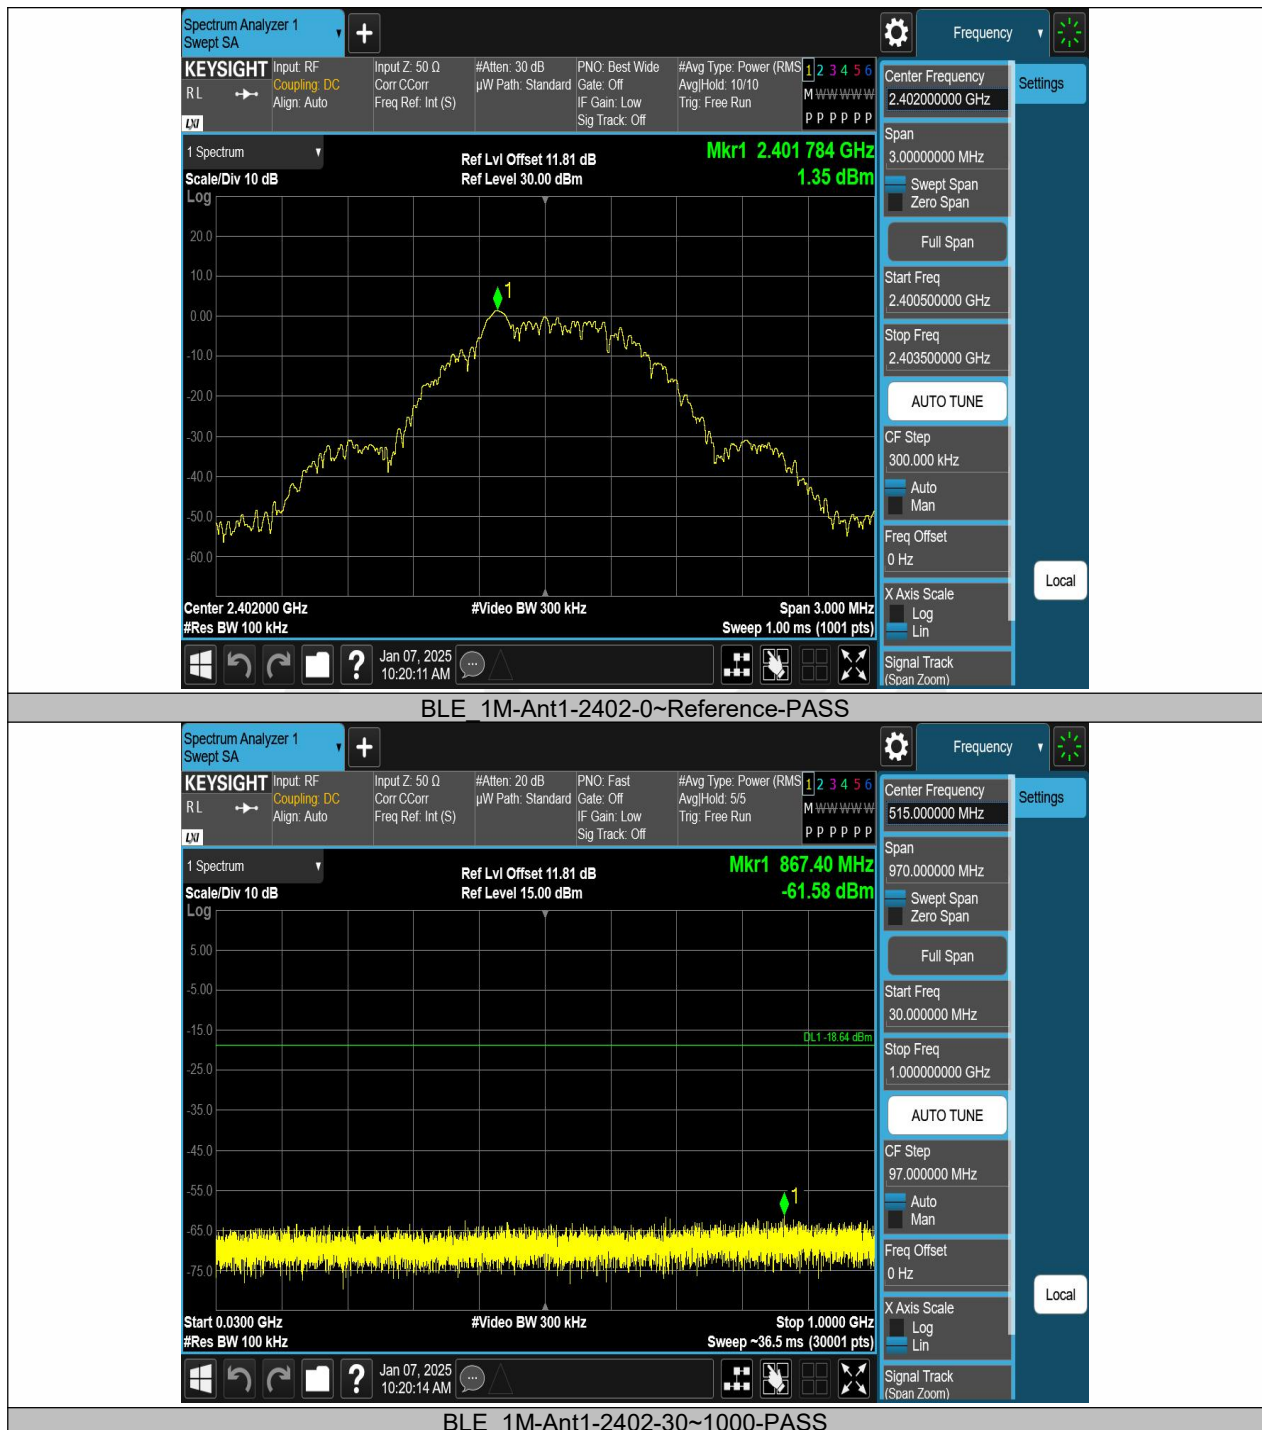 Spectrum Analyzer 1
Swept SA
Frequency
KEYSIGHT
RL
LXI
Input: RF
Coupling: DC
Align: Auto
Input Z: 50 Ω
Corr CCorr
Freq Ref: Int (S)
#Atten: 30 dB
µW Path: Standard
PNO: Best Wide
Gate: Off
IF Gain: Low
Sig Track: Off
#Avg Type: Power (RMS
Avg|Hold: 10/10
Trig: Free Run
1 2 3 4 5 6
M W W W W W
P P P P P P
1 Spectrum
Scale/Div 10 dB
Log
Ref Lvl Offset 11.81 dB
Ref Level 30.00 dBm
Mkr1 2.401 784 GHz
1.35 dBm
20.0
10.0
0.00
-10.0
-20.0
-30.0
-40.0
-50.0
-60.0
1
Center 2.402000 GHz
#Res BW 100 kHz
#Video BW 300 kHz
Span 3.000 MHz
Sweep 1.00 ms (1001 pts)
Jan 07, 2025
10:20:11 AM
Center Frequency
2.402000000 GHz
Settings
Span
3.00000000 MHz
Swept Span
Zero Span
Full Span
Start Freq
2.400500000 GHz
Stop Freq
2.403500000 GHz
AUTO TUNE
CF Step
300.000 kHz
Auto
Man
Freq Offset
0 Hz
X Axis Scale
Log
Lin
Signal Track
(Span Zoom)
Local
BLE_1M-Ant1-2402-0~Reference-PASS
Spectrum Analyzer 1
Swept SA
Frequency
KEYSIGHT
RL
LXI
Input: RF
Coupling: DC
Align: Auto
Input Z: 50 Ω
Corr CCorr
Freq Ref: Int (S)
#Atten: 20 dB
µW Path: Standard
PNO: Fast
Gate: Off
IF Gain: Low
Sig Track: Off
#Avg Type: Power (RMS
Avg|Hold: 5/5
Trig: Free Run
1 2 3 4 5 6
M W W W W W
P P P P P P
1 Spectrum
Scale/Div 10 dB
Log
Ref Lvl Offset 11.81 dB
Ref Level 15.00 dBm
Mkr1 867.40 MHz
-61.58 dBm
5.00
-5.00
-15.0
-25.0
-35.0
-45.0
-55.0
-65.0
-75.0
DL1 -18.64 dBm
1
Start 0.0300 GHz
#Res BW 100 kHz
#Video BW 300 kHz
Stop 1.0000 GHz
Sweep ~36.5 ms (30001 pts)
Jan 07, 2025
10:20:14 AM
Center Frequency
515.000000 MHz
Settings
Span
970.000000 MHz
Swept Span
Zero Span
Full Span
Start Freq
30.000000 MHz
Stop Freq
1.000000000 GHz
AUTO TUNE
CF Step
97.000000 MHz
Auto
Man
Freq Offset
0 Hz
X Axis Scale
Log
Lin
Signal Track
(Span Zoom)
Local
BLE_1M-Ant1-2402-30~1000-PASS